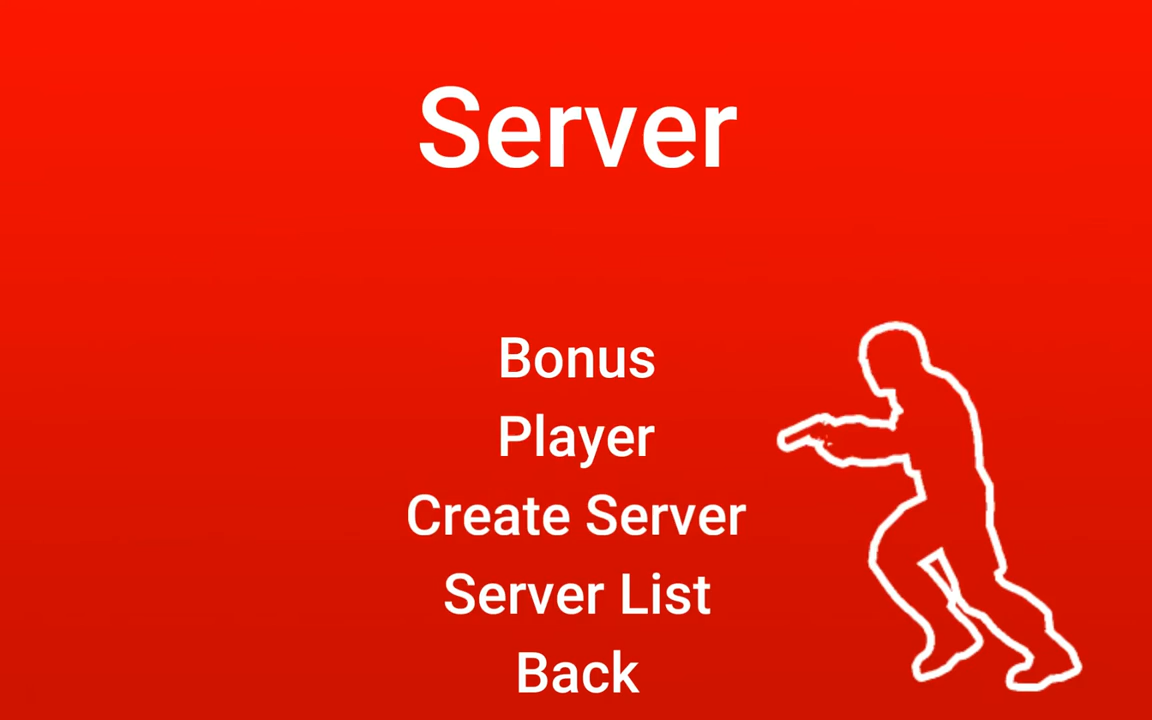 Server
Bonus
Player
Create Server
Server List
Back